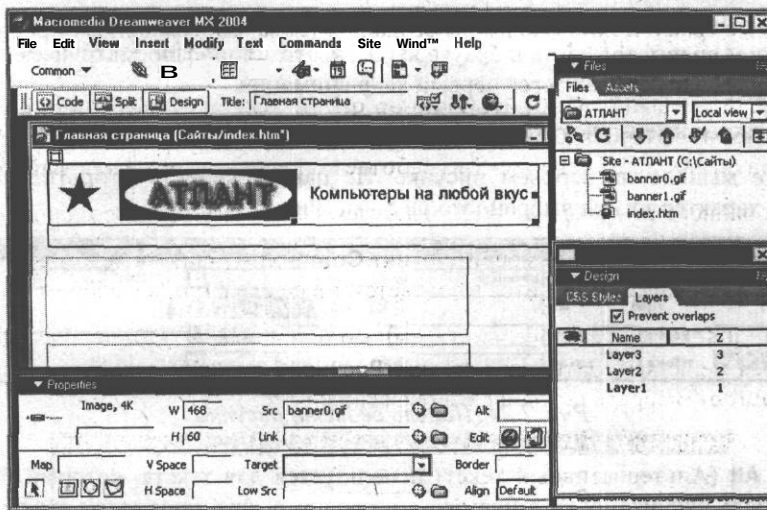 Macromedia Dreamweaver MX 2004
File Edit View Insert Modify Text Commands Site Wind™ Help
Common
B
Code Split Design Title: Главная страница
Главная страница (Сайты/index.htm*)
АТЛАНТ Компьютеры на любой вкус
Files
Files Assets
АТЛАНТ Local view
Site - АТЛАНТ (C:\Сайты)
banner0.gif
banner1.gif
index.htm
Design
CSS Styles Layers
Prevent overlaps
Name Z
Layer3 3
Layer2 2
Layer1 1
Properties
Image, 4K W 468 Src banner0.gif Alt
H 60 Link Edit
Map V Space Target Border
H Space Low Src Align Default